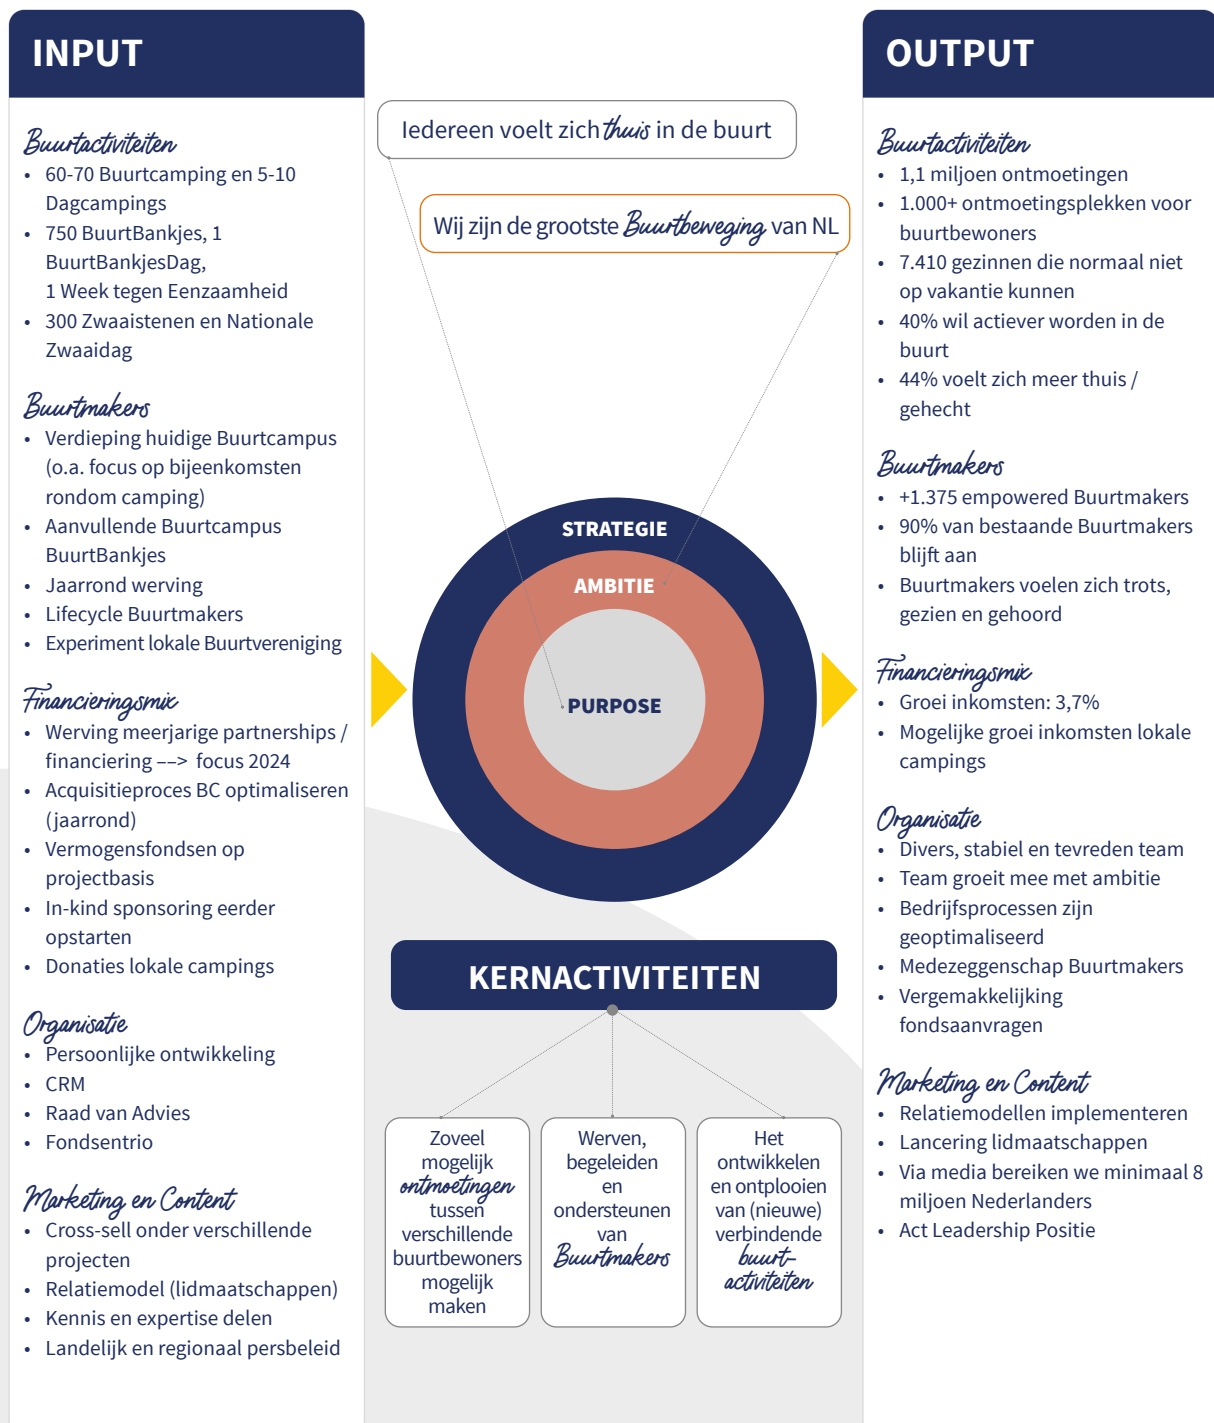 INPUT
Buurtactiviteiten
• 60-70 Buurtcamping en 5-10
Dagcampings
• 750 BuurtBankjes, 1
BuurtBankjesDag,
1 Week tegen Eenzaamheid
• 300 Zwaaistenen en Nationale
Zwaaidag
Buurtmakers
• Verdieping huidige Buurtcampus
(o.a. focus op bijeenkomsten
rondom camping)
• Aanvullende Buurtcampus
BuurtBankjes
• Jaarrond werving
• Lifecycle Buurtmakers
• Experiment lokale Buurtvereniging
Financieringsmix
• Werving meerjarige partnerships /
financiering ––> focus 2024
• Acquisitieproces BC optimaliseren
(jaarrond)
• Vermogensfondsen op
projectbasis
• In-kind sponsoring eerder
opstarten
• Donaties lokale campings
Organisatie
• Persoonlijke ontwikkeling
• CRM
• Raad van Advies
• Fondsentrio
Marketing en Content
• Cross-sell onder verschillende
projecten
• Relatiemodel (lidmaatschappen)
• Kennis en expertise delen
• Landelijk en regionaal persbeleid
Iedereen voelt zich thuis in de buurt
Wij zijn de grootste Buurtbeweging van NL
STRATEGIE
AMBITIE
PURPOSE
KERNACTIVITEITEN
Zoveel
mogelijk
ontmoetingen
tussen
verschillende
buurtbewoners
mogelijk
maken
Werven,
begeleiden
en
ondersteunen
van
Buurtmakers
Het
ontwikkelen
en ontplooien
van (nieuwe)
verbindende
buurt-
activiteiten
OUTPUT
Buurtactiviteiten
• 1,1 miljoen ontmoetingen
• 1.000+ ontmoetingsplekken voor
buurtbewoners
• 7.410 gezinnen die normaal niet
op vakantie kunnen
• 40% wil actiever worden in de
buurt
• 44% voelt zich meer thuis /
gehecht
Buurtmakers
• +1.375 empowered Buurtmakers
• 90% van bestaande Buurtmakers
blijft aan
• Buurtmakers voelen zich trots,
gezien en gehoord
Financieringsmix
• Groei inkomsten: 3,7%
• Mogelijke groei inkomsten lokale
campings
Organisatie
• Divers, stabiel en tevreden team
• Team groeit mee met ambitie
• Bedrijfsprocessen zijn
geoptimaliseerd
• Medezeggenschap Buurtmakers
• Vergemakkelijking
fondsaanvragen
Marketing en Content
• Relatiemodellen implementeren
• Lancering lidmaatschappen
• Via media bereiken we minimaal 8
miljoen Nederlanders
• Act Leadership Positie